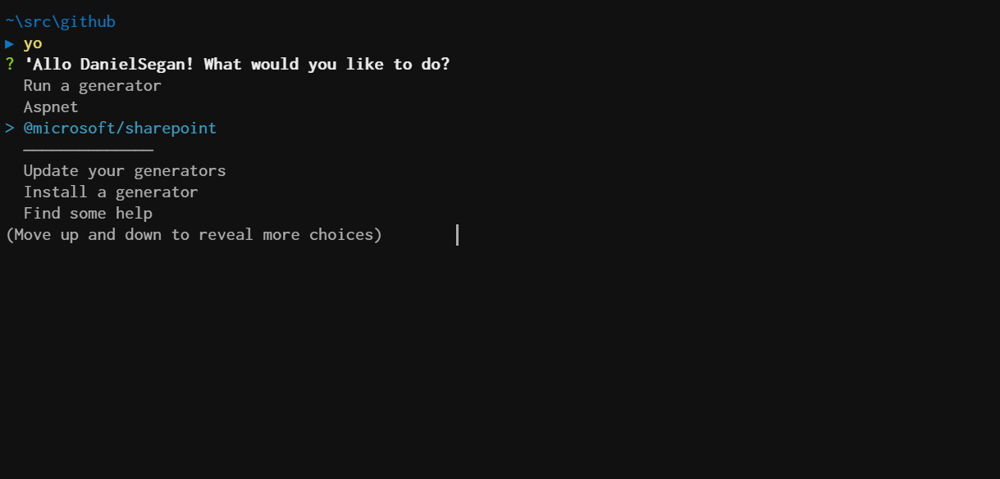 ~\src\github
► yo
? 'Allo DanielSegan! What would you like to do?
Run a generator
Aspnet
> @microsoft/sharepoint
──────────────
Update your generators
Install a generator
Find some help
(Move up and down to reveal more choices)